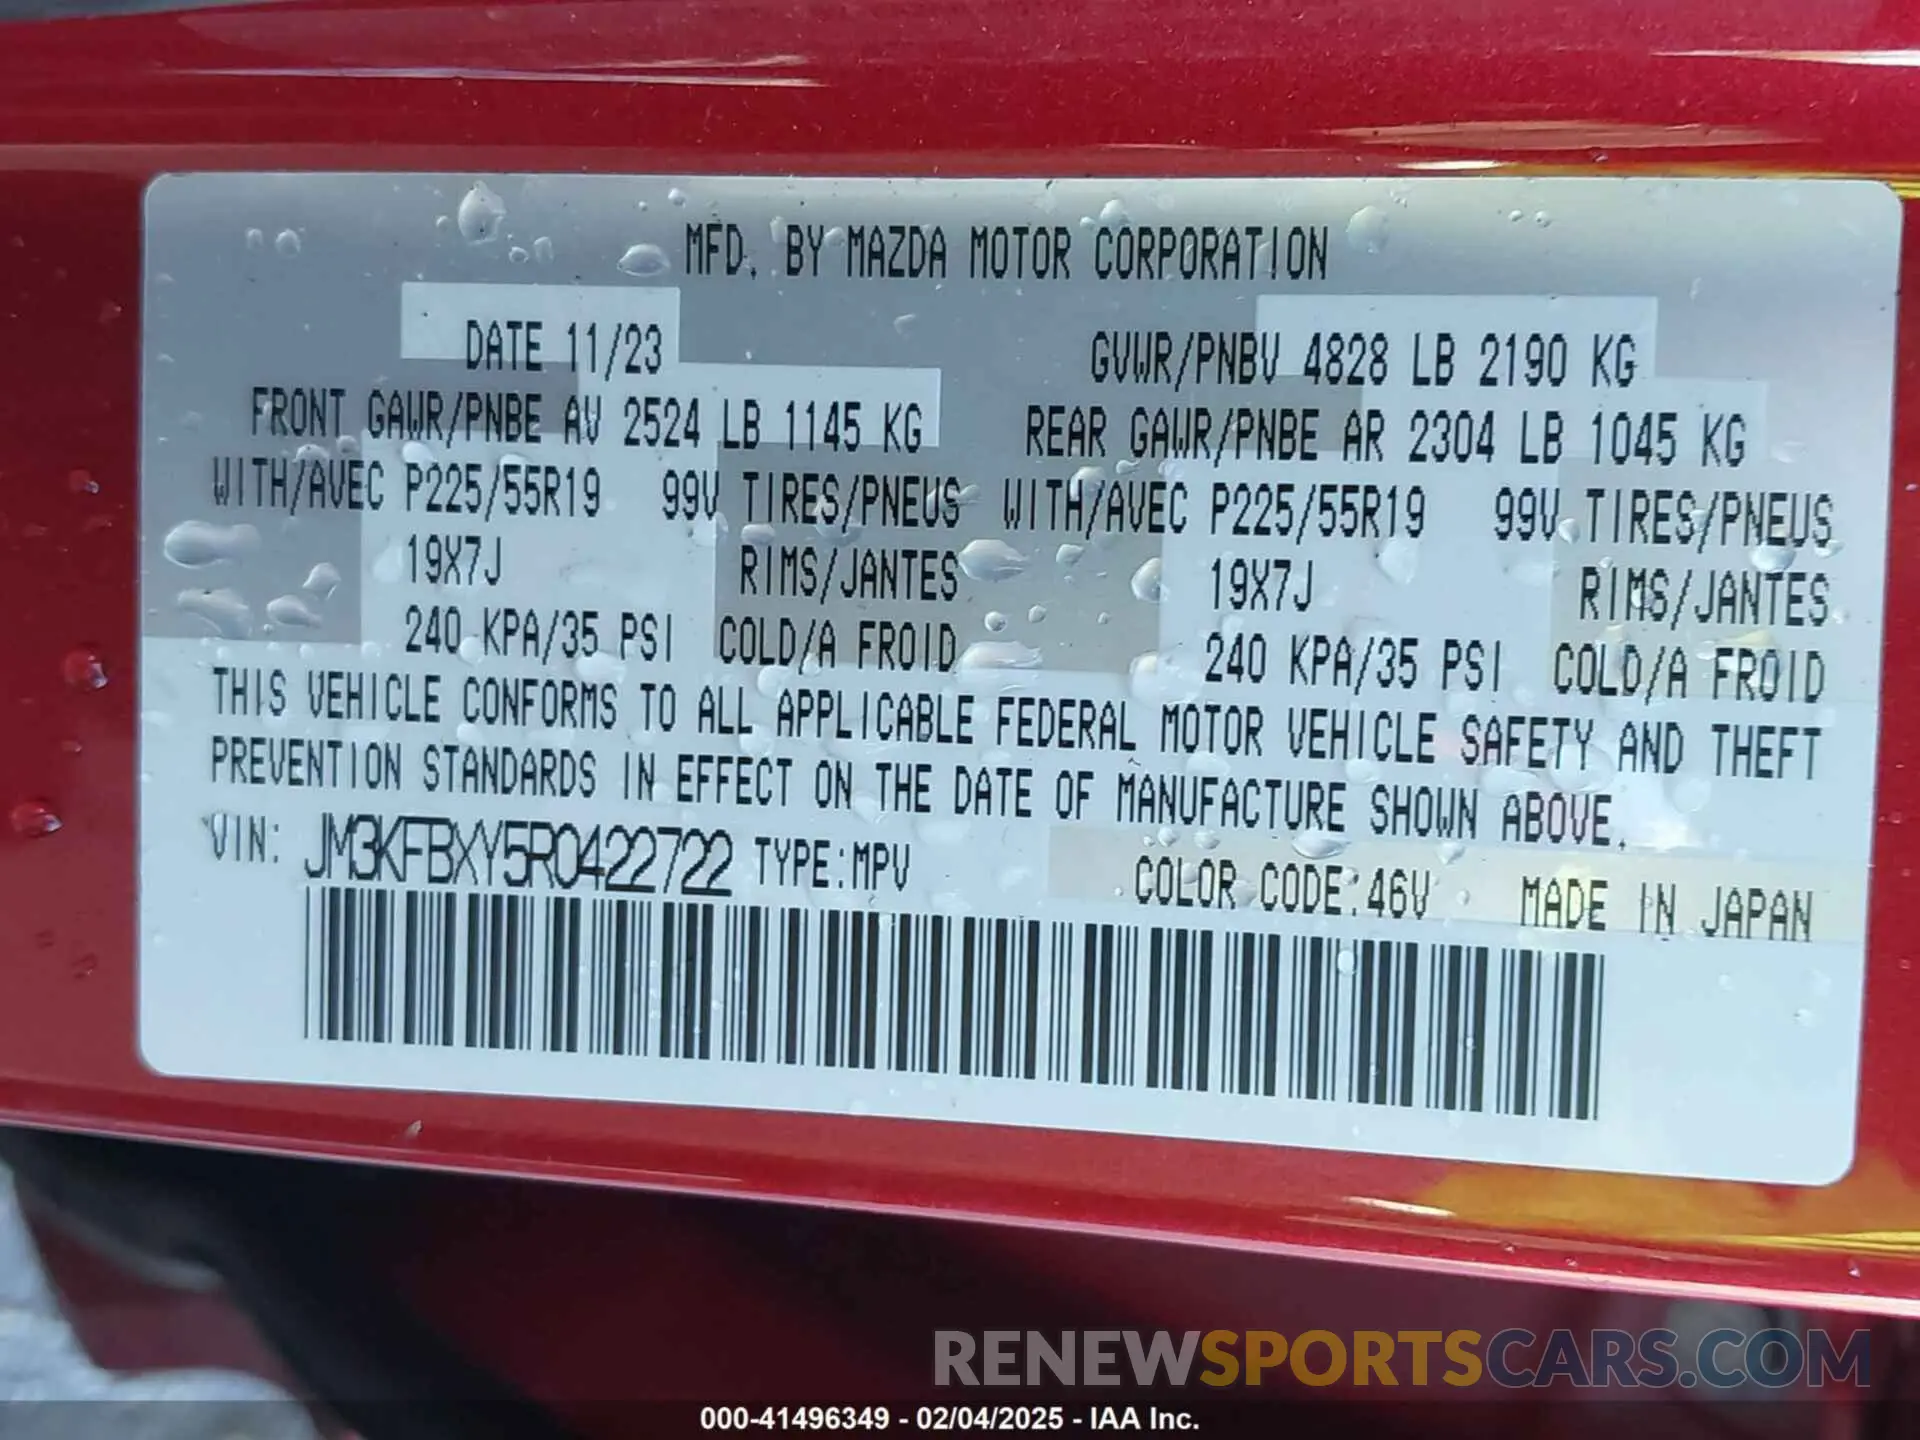 MFD. BY MAZDA MOTOR CORPORATION
DATE 11/23 GVWR/PNBV 4828 LB 2190 KG
FRONT GAWR/PNBE AV 2524 LB 1145 KG REAR GAWR/PNBE AR 2304 LB 1045 KG
WITH/AVEC P225/55R19 99V TIRES/PNEUS WITH/AVEC P225/55R19 99V TIRES/PNEUS
19X7J RIMS/JANTES 19X7J RIMS/JANTES
240 KPA/35 PSI COLD/A FROID 240 KPA/35 PSI COLD/A FROID
THIS VEHICLE CONFORMS TO ALL APPLICABLE FEDERAL MOTOR VEHICLE SAFETY AND THEFT
PREVENTION STANDARDS IN EFFECT ON THE DATE OF MANUFACTURE SHOWN ABOVE.
VIN: JM3KFBXY5R0422722 TYPE:MPV COLOR CODE:46V MADE IN JAPAN
RENEWSPORTSCARS.COM
000-41496349 - 02/04/2025 - IAA Inc.